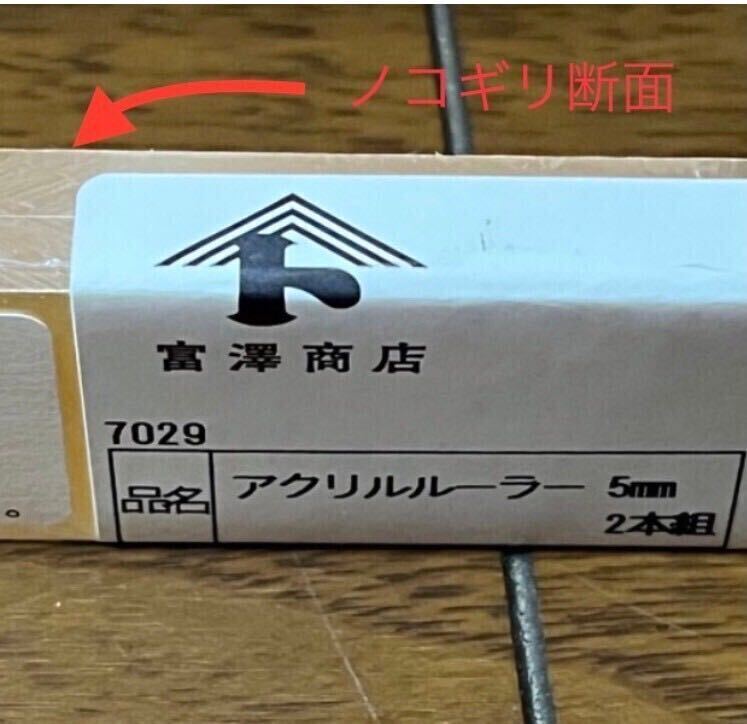 ノコギリ断面
ト
富澤商店
7029
品名 アクリルルーラー 5mm
2本組
。